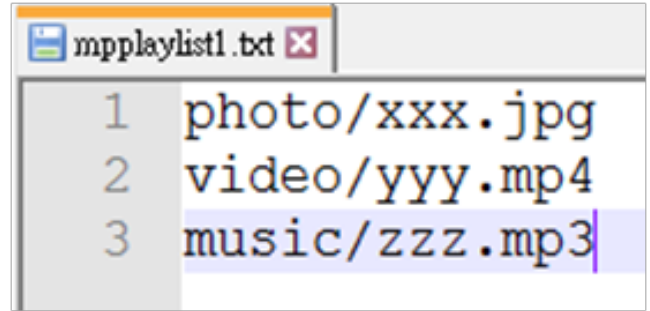 mpplaylist1.txt
1 photo/xxx.jpg
2 video/yyy.mp4
3 music/zzz.mp3